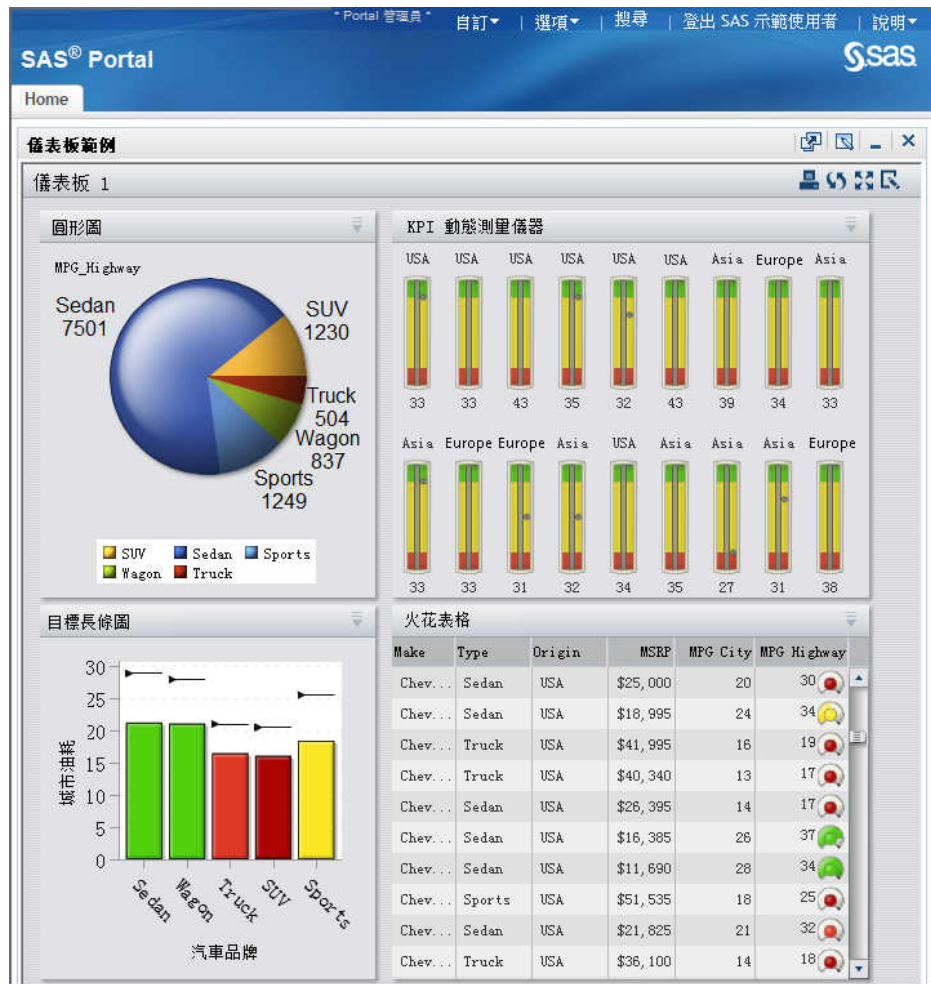 * Portal 管理員 * 自訂 | 選項 | 搜尋 | 登出 SAS 示範使用者 | 說明
SAS® Portal
sas
Home
儀表板範例
儀表板 1
圓形圖
MPG_Highway
Sedan
7501
SUV
1230
Truck
504
Wagon
837
Sports
1249
SUV Sedan Sports
Wagon Truck
KPI 動態測量儀器
USA USA USA USA USA USA Asia Europe Asia
33 33 43 35 32 43 39 34 33
Asia Europe Europe Asia USA Asia Asia Asia Europe
33 33 31 32 34 35 27 31 38
目標長條圖
城市油耗
30
25
20
15
10
5
0
Sedan Wagon Truck SUV Sports
汽車品牌
火花表格
Make Type Origin MSRP MPG City MPG Highway
Chev... Sedan USA $25,000 20 30
Chev... Sedan USA $18,995 24 34
Chev... Truck USA $41,995 16 19
Chev... Truck USA $40,340 13 17
Chev... Sedan USA $26,395 14 17
Chev... Sedan USA $16,385 26 37
Chev... Sedan USA $11,690 28 34
Chev... Sports USA $51,535 18 25
Chev... Sedan USA $21,825 21 32
Chev... Truck USA $36,100 14 18